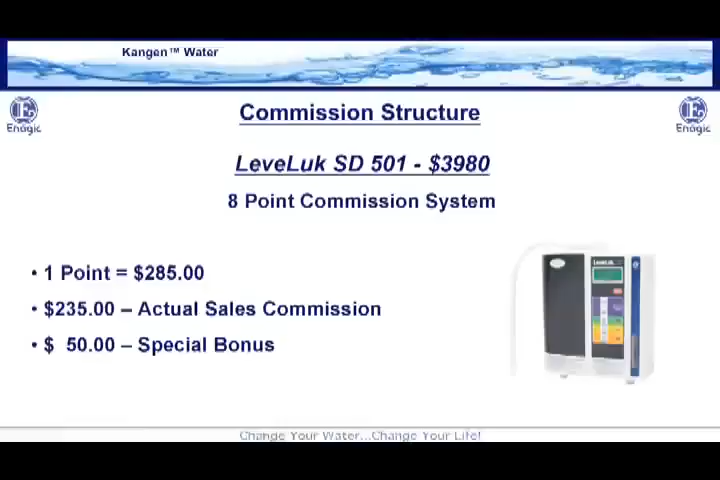 Kangen™ Water
Commission Structure
Enagic
Enagic
LeveLuk SD 501 - $3980
8 Point Commission System
• 1 Point = $285.00
• $235.00 – Actual Sales Commission
• $ 50.00 – Special Bonus
LeveLuk
Change Your Water...Change Your Life!